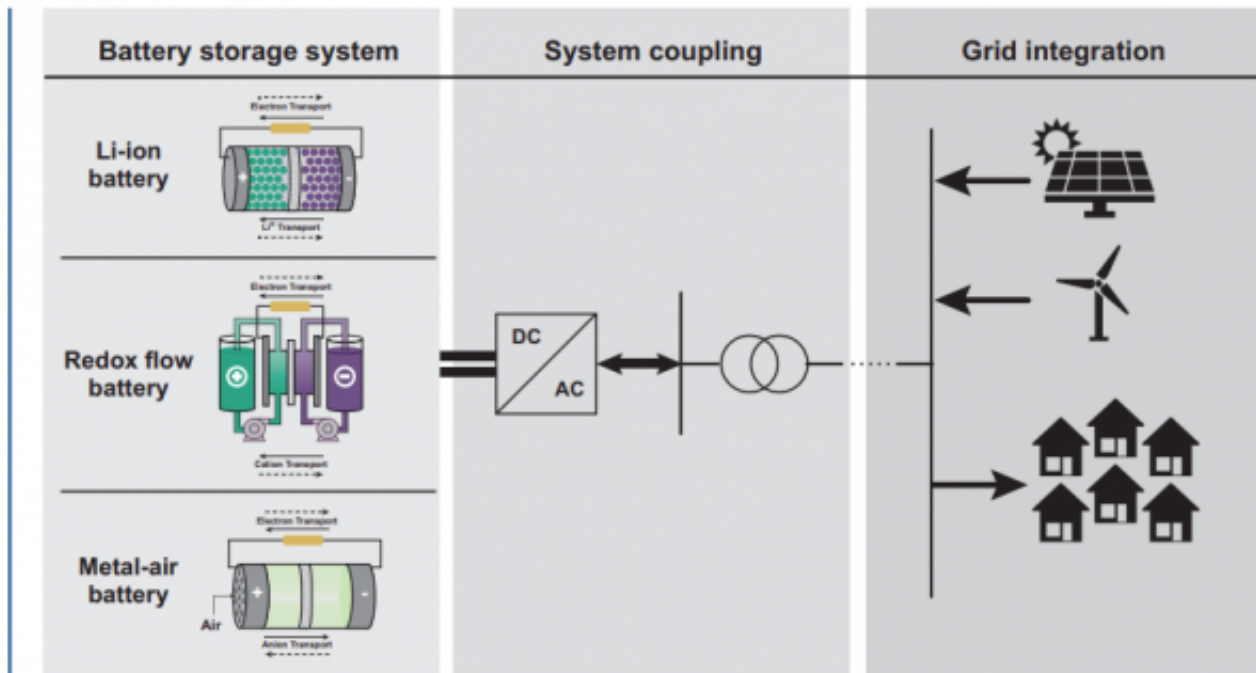 Battery storage system
System coupling
Grid integration
Electron Transport
Li-ion
battery
+
-
Li⁺ Transport
Electron Transport
Redox flow
battery
+
−
Cation Transport
DC
AC
Electron Transport
Metal-air
battery
+
-
Air
Anion Transport